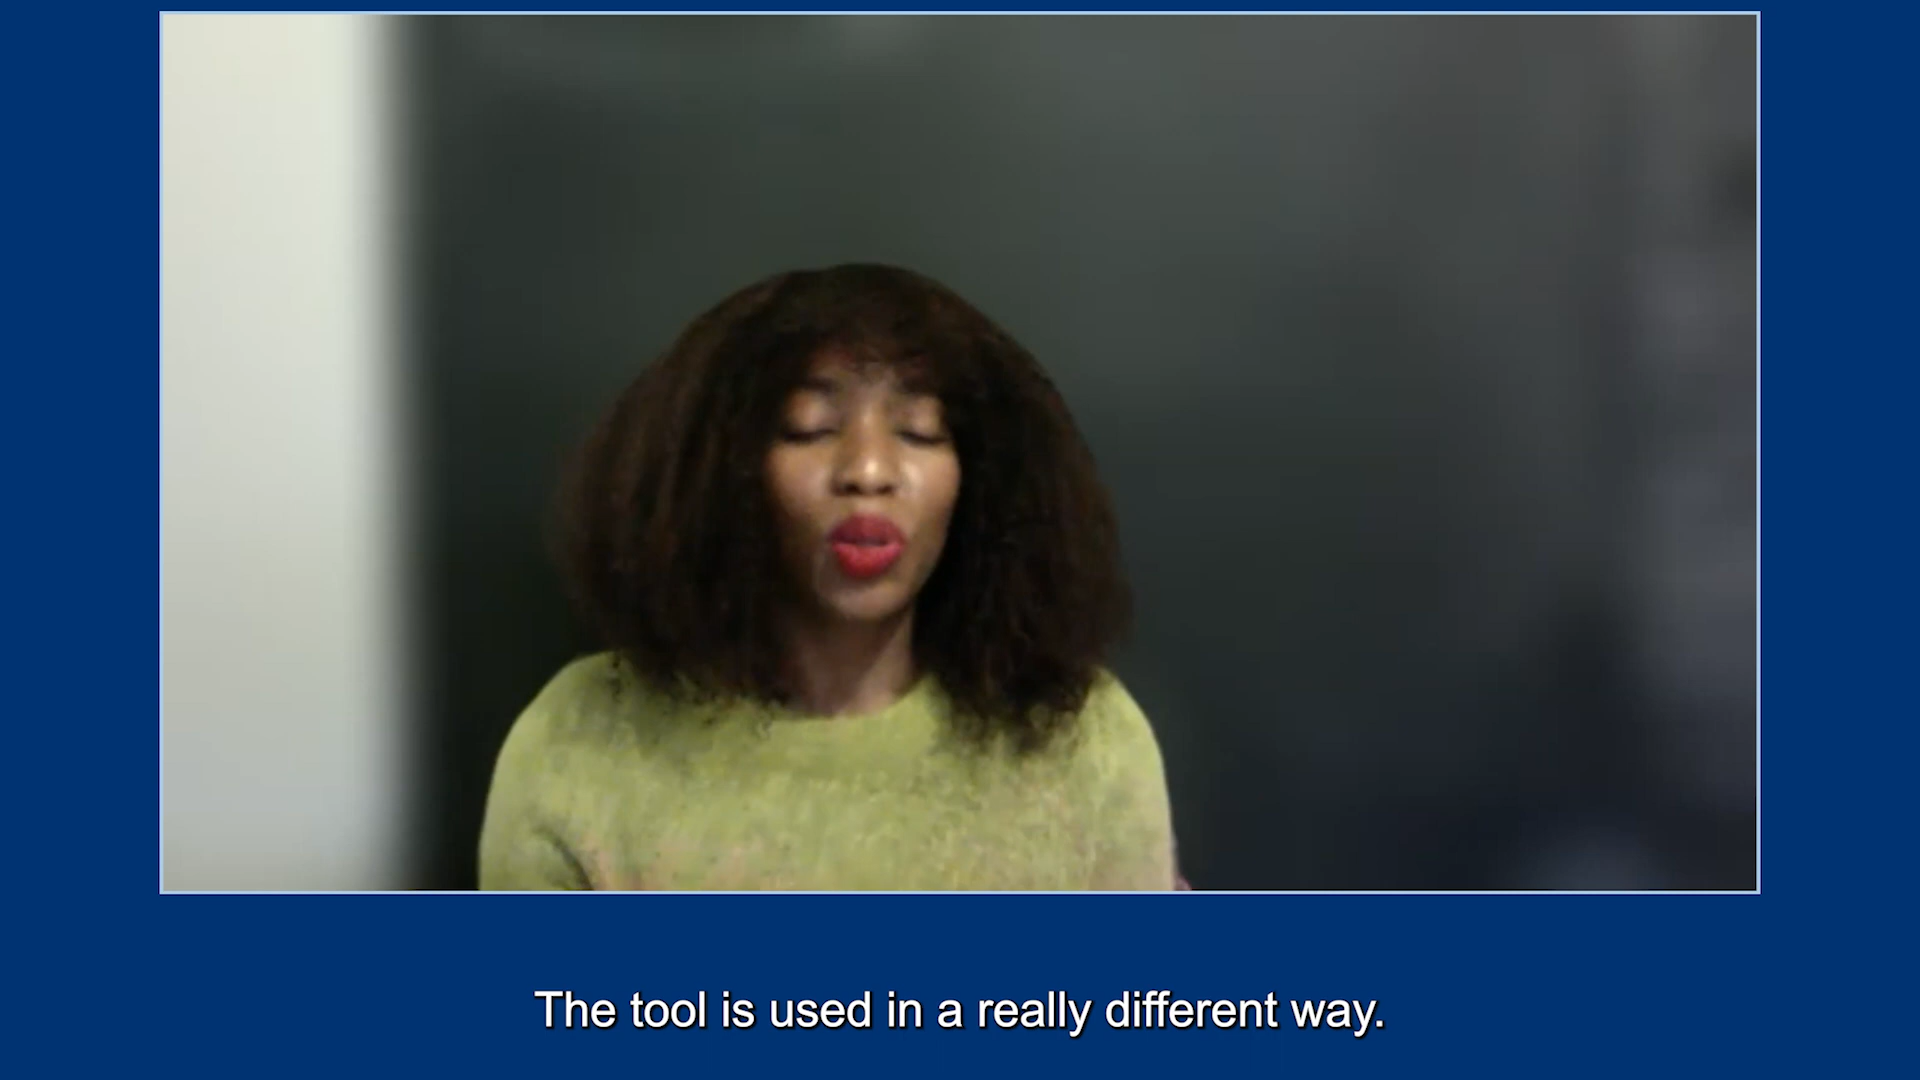 The tool is used in a really different way.